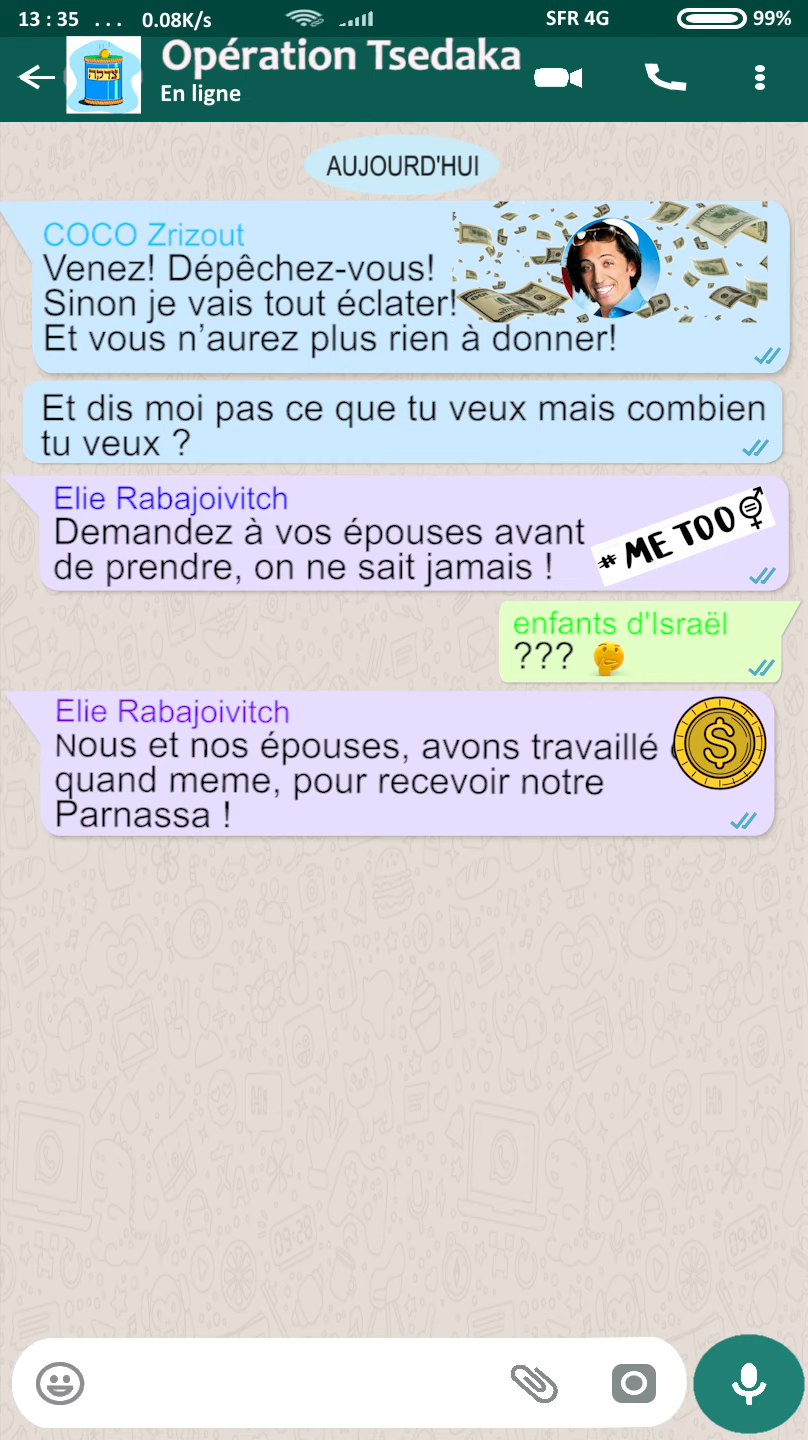 13 : 35 ... 0.08K/s SFR 4G 99%
Opération Tsedaka
צדקה
En ligne
AUJOURD'HUI
COCO Zrizout
Venez! Dépêchez-vous!
Sinon je vais tout éclater!
Et vous n’aurez plus rien à donner!
Et dis moi pas ce que tu veux mais combien
tu veux ?
Elie Rabajoivitch
Demandez à vos épouses avant
de prendre, on ne sait jamais !
# ME TOO
enfants d'Israël
??? 🤔
Elie Rabajoivitch
Nous et nos épouses, avons travaillé
quand meme, pour recevoir notre
Parnassa !